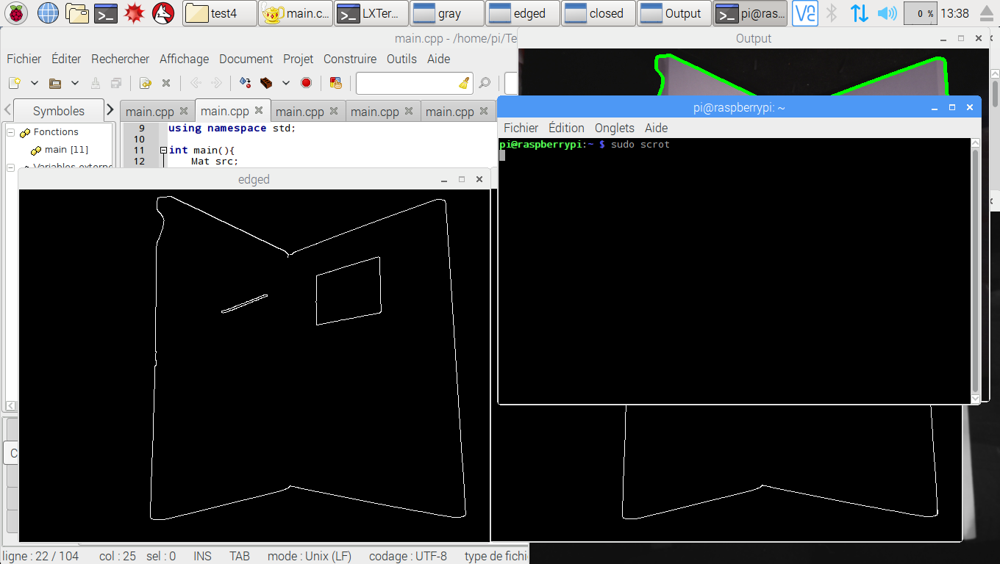 test4
main.c...
LXTer...
gray
edged
closed
Output
pi@ras...
0 %
13:38
main.cpp - /home/pi/Te
Output
Fichier Éditer Rechercher Affichage Document Projet Construire Outils Aide
Symboles
main.cpp
main.cpp
main.cpp
main.cpp
main.cpp
Fonctions
main [11]
Variables externe
9 using namespace std;
10
11 int main(){
12 Mat src;
pi@raspberrypi: ~
Fichier Édition Onglets Aide
pi@raspberrypi:~ $ sudo scrot
edged
C
ligne : 22 / 104 col : 25 sel : 0 INS TAB mode : Unix (LF) codage : UTF-8 type de fichi